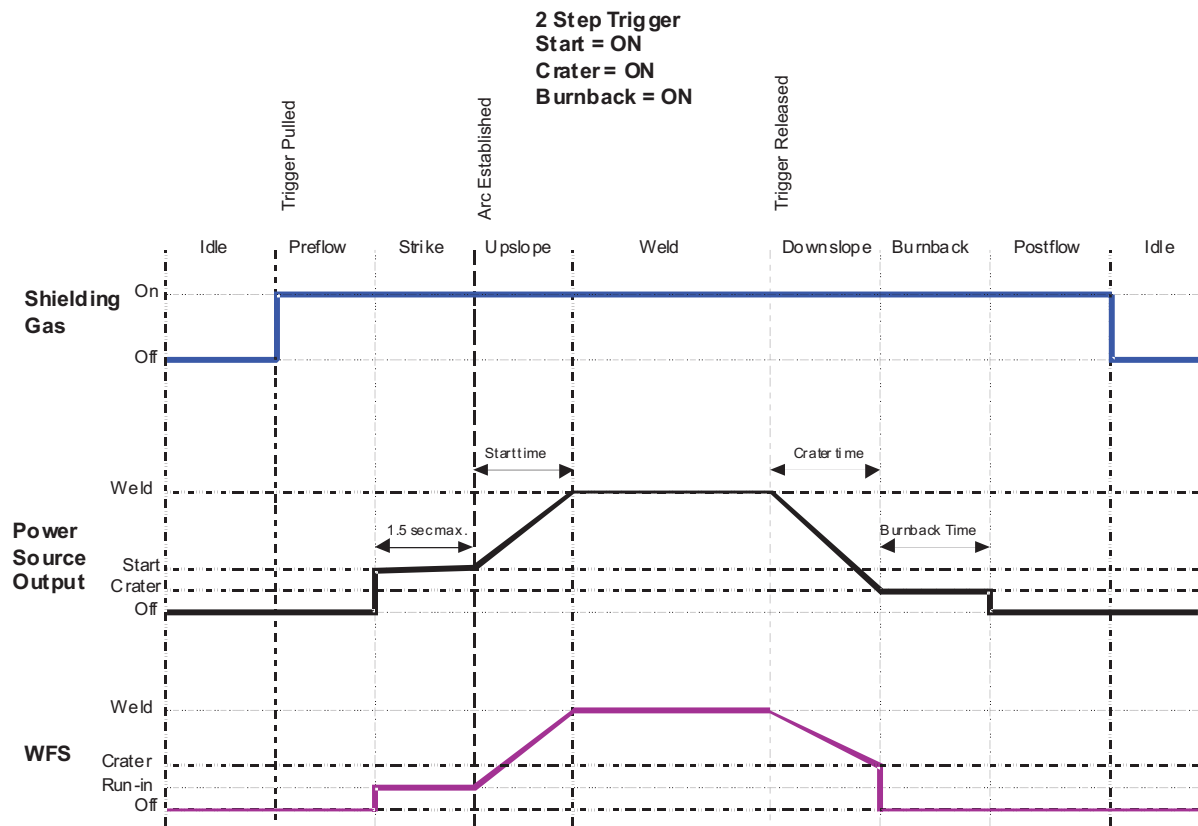 2 Step Trigger
Start = ON
Crater = ON
Burnback = ON
Trigger Pulled
Arc Established
Trigger Released
Idle
Preflow
Strike
Upslope
Weld
Downslope
Burnback
Postflow
Idle
Shielding
Gas
On
Off
Start time
Crater time
Weld
1.5 sec max.
Burnback Time
Power
Source
Output
Start
Crater
Off
Weld
WFS
Crater
Run-in
Off